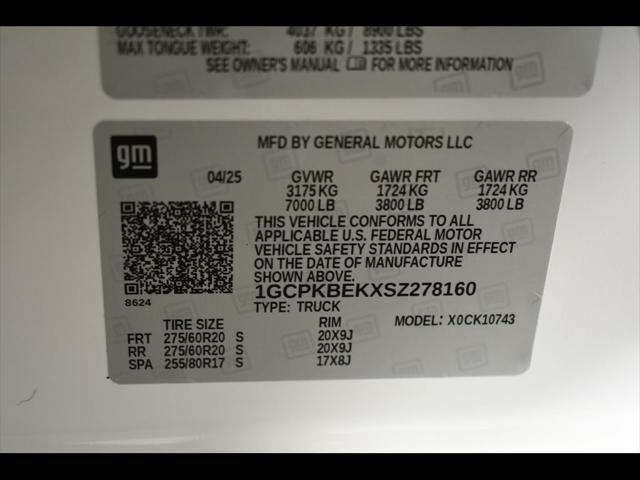 GOOSENECK TWR: 4037 KG / 8900 LBS
MAX TONGUE WEIGHT: 606 KG / 1335 LBS
SEE OWNER'S MANUAL FOR MORE INFORMATION
gm
MFD BY GENERAL MOTORS LLC
04/25 GVWR GAWR FRT GAWR RR
3175 KG 1724 KG 1724 KG
7000 LB 3800 LB 3800 LB
THIS VEHICLE CONFORMS TO ALL
APPLICABLE U.S. FEDERAL MOTOR
VEHICLE SAFETY STANDARDS IN EFFECT
ON THE DATE OF MANUFACTURE
SHOWN ABOVE.
8624
1GCPKBEKXSZ278160
TYPE: TRUCK
MODEL: X0CK10743
TIRE SIZE RIM
FRT 275/60R20 S 20X9J
RR 275/60R20 S 20X9J
SPA 255/80R17 S 17X8J